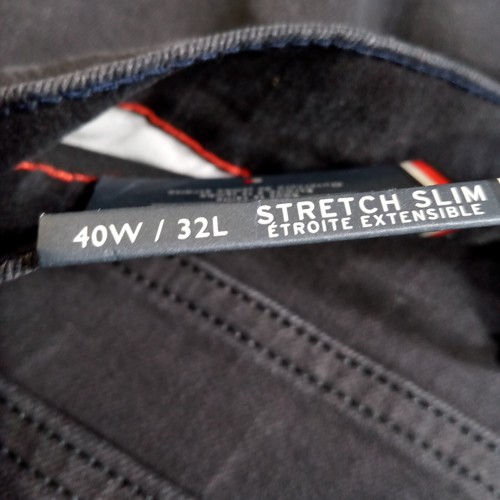 40W / 32L
STRETCH SLIM
ÉTROITE EXTENSIBLE